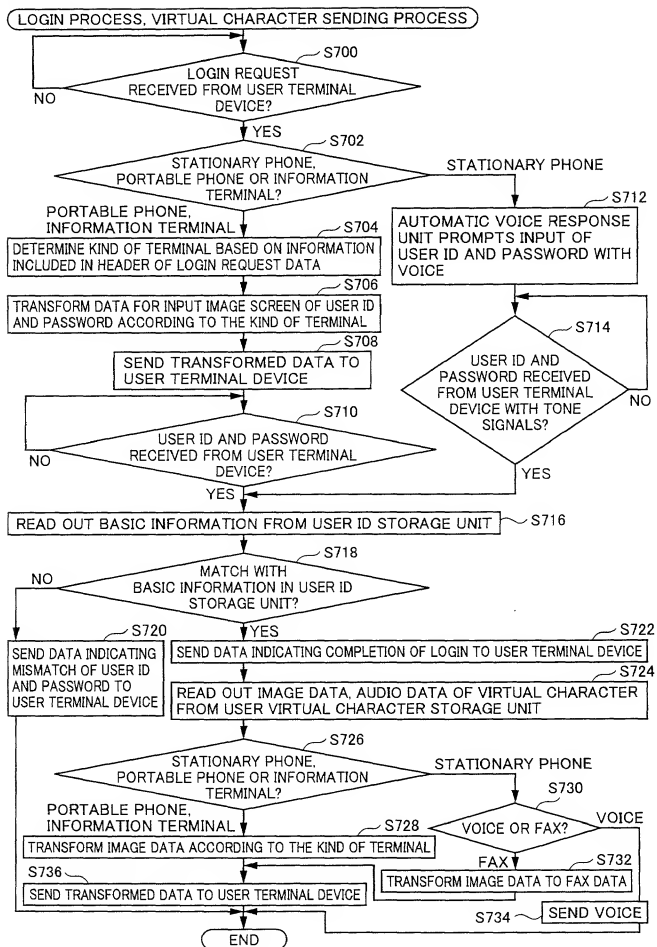 LOGIN PROCESS, VIRTUAL CHARACTER SENDING PROCESS
S700
LOGIN REQUEST
RECEIVED FROM USER TERMINAL
DEVICE?
NO
YES
S702
STATIONARY PHONE,
PORTABLE PHONE OR INFORMATION
TERMINAL?
STATIONARY PHONE
PORTABLE PHONE,
INFORMATION TERMINAL
S704
DETERMINE KIND OF TERMINAL BASED ON INFORMATION
INCLUDED IN HEADER OF LOGIN REQUEST DATA
S706
TRANSFORM DATA FOR INPUT IMAGE SCREEN OF USER ID
AND PASSWORD ACCORDING TO THE KIND OF TERMINAL
S708
SEND TRANSFORMED DATA TO
USER TERMINAL DEVICE
S710
USER ID AND PASSWORD
RECEIVED FROM USER TERMINAL
DEVICE?
NO
YES
S712
AUTOMATIC VOICE RESPONSE
UNIT PROMPTS INPUT OF
USER ID AND PASSWORD WITH
VOICE
S714
USER ID AND
PASSWORD RECEIVED
FROM USER TERMINAL
DEVICE WITH TONE
SIGNALS?
NO
YES
READ OUT BASIC INFORMATION FROM USER ID STORAGE UNIT
S716
S718
MATCH WITH
BASIC INFORMATION IN USER ID
STORAGE UNIT?
NO
YES
S720
SEND DATA INDICATING
MISMATCH OF USER ID
AND PASSWORD TO
USER TERMINAL DEVICE
S722
SEND DATA INDICATING COMPLETION OF LOGIN TO USER TERMINAL DEVICE
S724
READ OUT IMAGE DATA, AUDIO DATA OF VIRTUAL CHARACTER
FROM USER VIRTUAL CHARACTER STORAGE UNIT
S726
STATIONARY PHONE,
PORTABLE PHONE OR INFORMATION
TERMINAL?
STATIONARY PHONE
PORTABLE PHONE,
INFORMATION TERMINAL
S728
TRANSFORM IMAGE DATA ACCORDING TO THE KIND OF TERMINAL
S730
VOICE OR FAX?
VOICE
FAX
S732
TRANSFORM IMAGE DATA TO FAX DATA
S734
SEND VOICE
S736
SEND TRANSFORMED DATA TO USER TERMINAL DEVICE
END